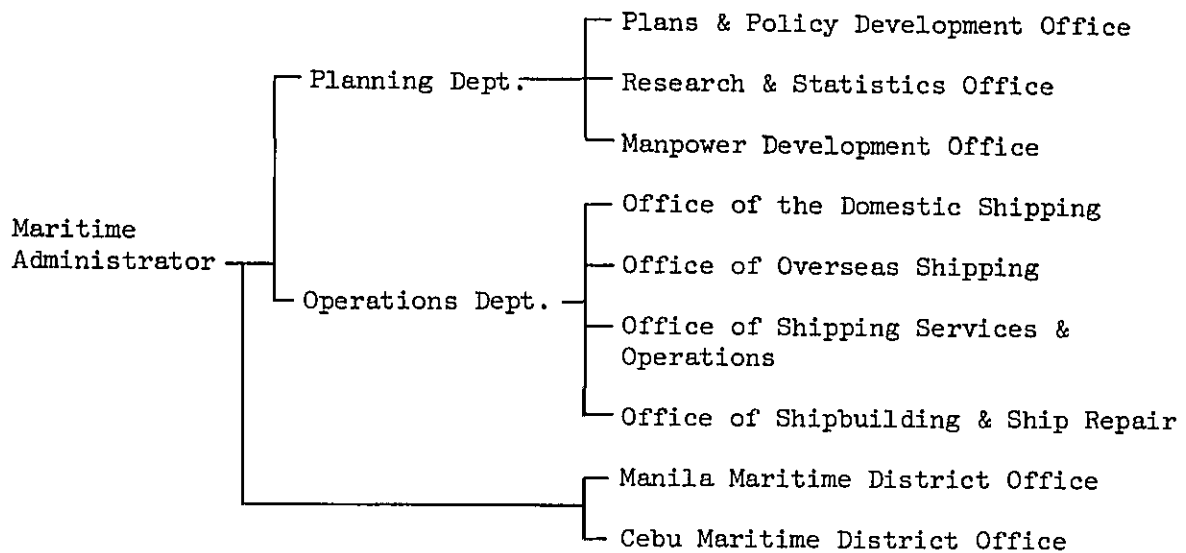 Plans & Policy Development Office
Planning Dept.
Research & Statistics Office
Manpower Development Office
Office of the Domestic Shipping
Maritime
Administrator
Office of Overseas Shipping
Operations Dept.
Office of Shipping Services &
Operations
Office of Shipbuilding & Ship Repair
Manila Maritime District Office
Cebu Maritime District Office